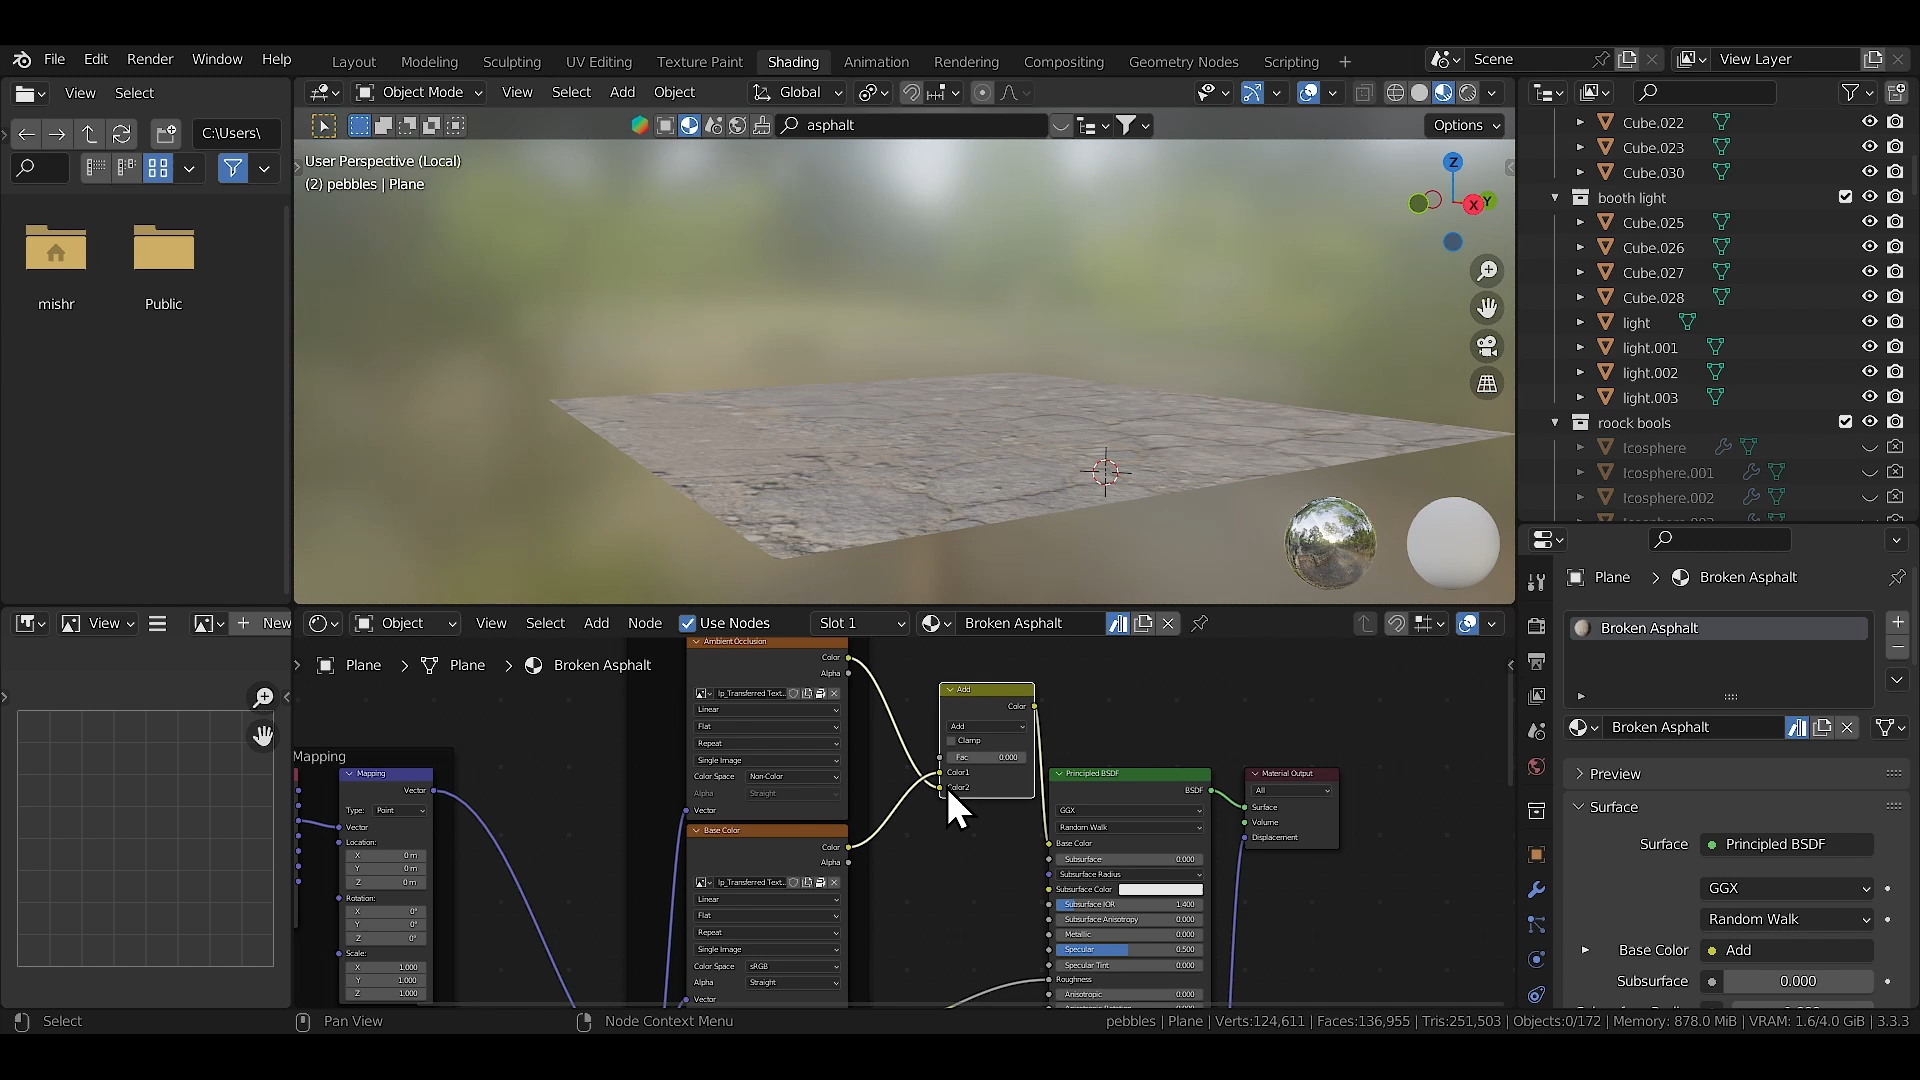 File Edit Render Window Help
Layout Modeling Sculpting UV Editing Texture Paint Shading Animation Rendering Compositing Geometry Nodes Scripting +
Scene
View Layer
View Select
Object Mode View Select Add Object
Global
C:\Users\
asphalt
Options
User Perspective (Local)
(2) pebbles | Plane
Z
X
Y
mishr
Public
Cube.022
Cube.023
Cube.030
booth light
Cube.025
Cube.026
Cube.027
Cube.028
light
light.001
light.002
light.003
roock bools
Icosphere
Icosphere.001
Icosphere.002
Plane > Broken Asphalt
Broken Asphalt
Broken Asphalt
Preview
Surface
Surface Principled BSDF
GGX
Random Walk
Base Color Add
Subsurface 0.000
View + New
Object View Select Add Node Use Nodes Slot 1 Broken Asphalt
Plane > Plane > Broken Asphalt
Mapping
Mapping
Vector
Type: Point
Vector
Location:
X 0 m
Y 0 m
Z 0 m
Rotation:
X 0°
Y 0°
Z 0°
Scale:
X 1.000
Y 1.000
Z 1.000
Ambient Occlusion
Color
Alpha
lp_Transferred Text..
Linear
Flat
Repeat
Single Image
Color Space Non-Color
Alpha Straight
Vector
Base Color
Color
Alpha
lp_Transferred Text..
Linear
Flat
Repeat
Single Image
Color Space sRGB
Alpha Straight
Vector
Add
Color
Add
Clamp
Fac 0.000
Color1
Principled BSDF
BSDF
GGX
Random Walk
Base Color
Subsurface 0.000
Subsurface Radius
Subsurface Color
Subsurface IOR 1.400
Subsurface Anisotropy 0.000
Metallic 0.000
Specular 0.500
Specular Tint 0.000
Roughness
Anisotropic 0.000
Material Output
All
Surface
Volume
Displacement
Select
Pan View
Node Context Menu
pebbles | Plane | Verts:124,611 | Faces:136,955 | Tris:251,503 | Objects:0/172 | Memory: 878.0 MiB | VRAM: 1.6/4.0 GiB | 3.3.3